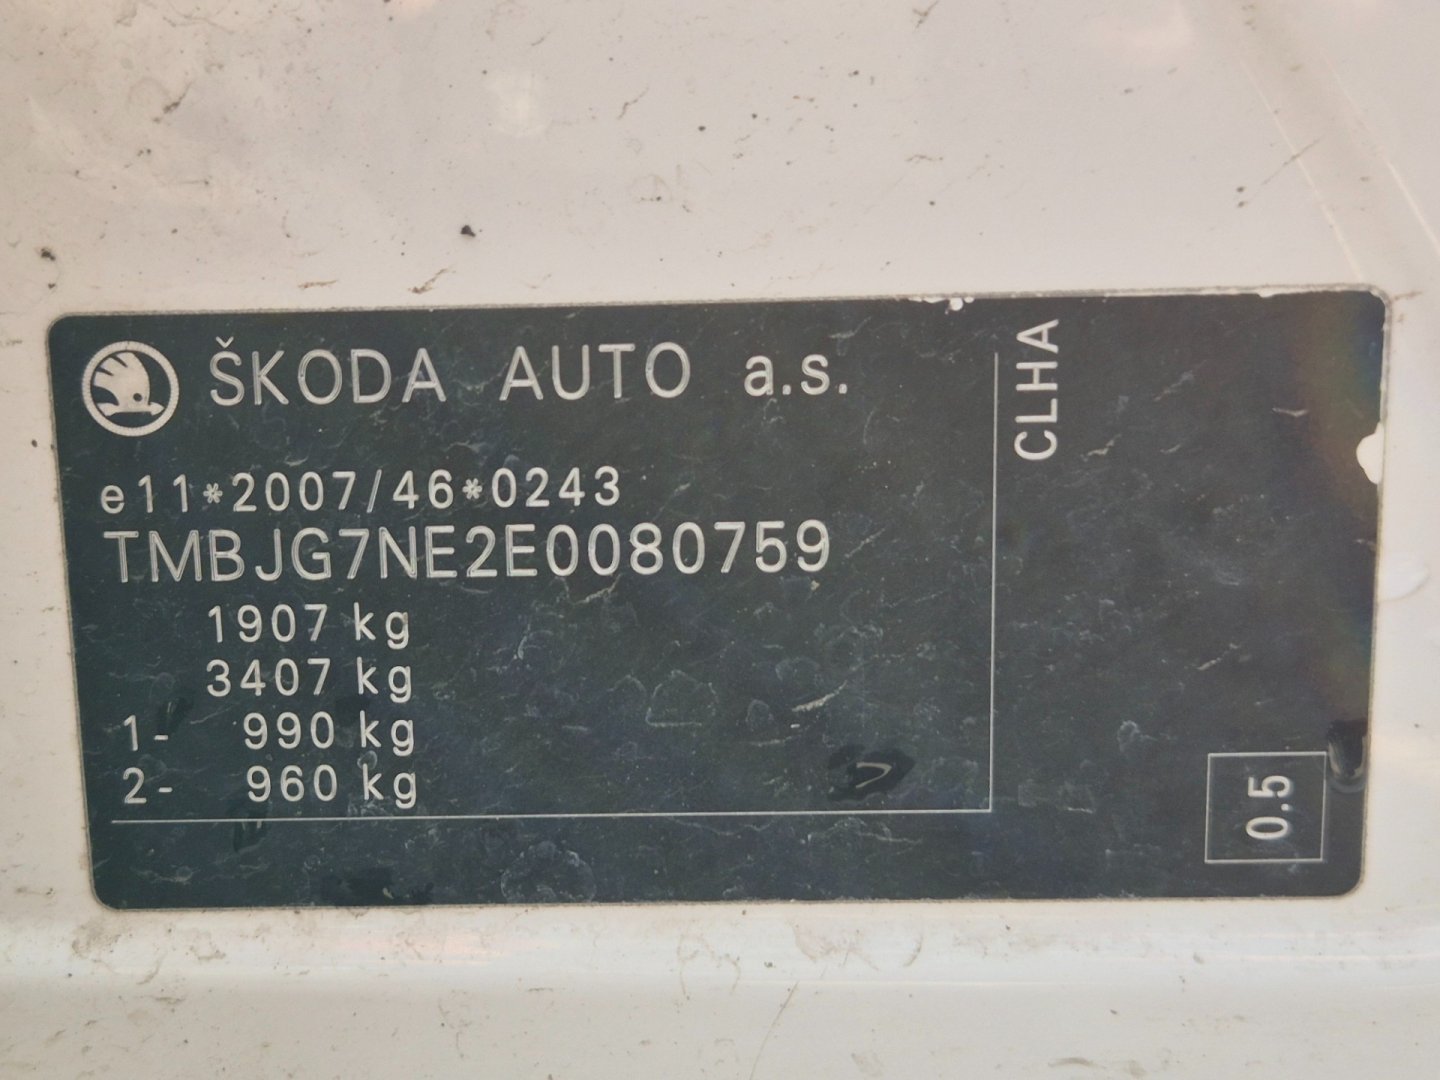 ŠKODA AUTO a.s.
e11*2007/46*0243
TMBJG7NE2E0080759
1907 kg
3407 kg
1- 990 kg
2- 960 kg
CLHA
0.5